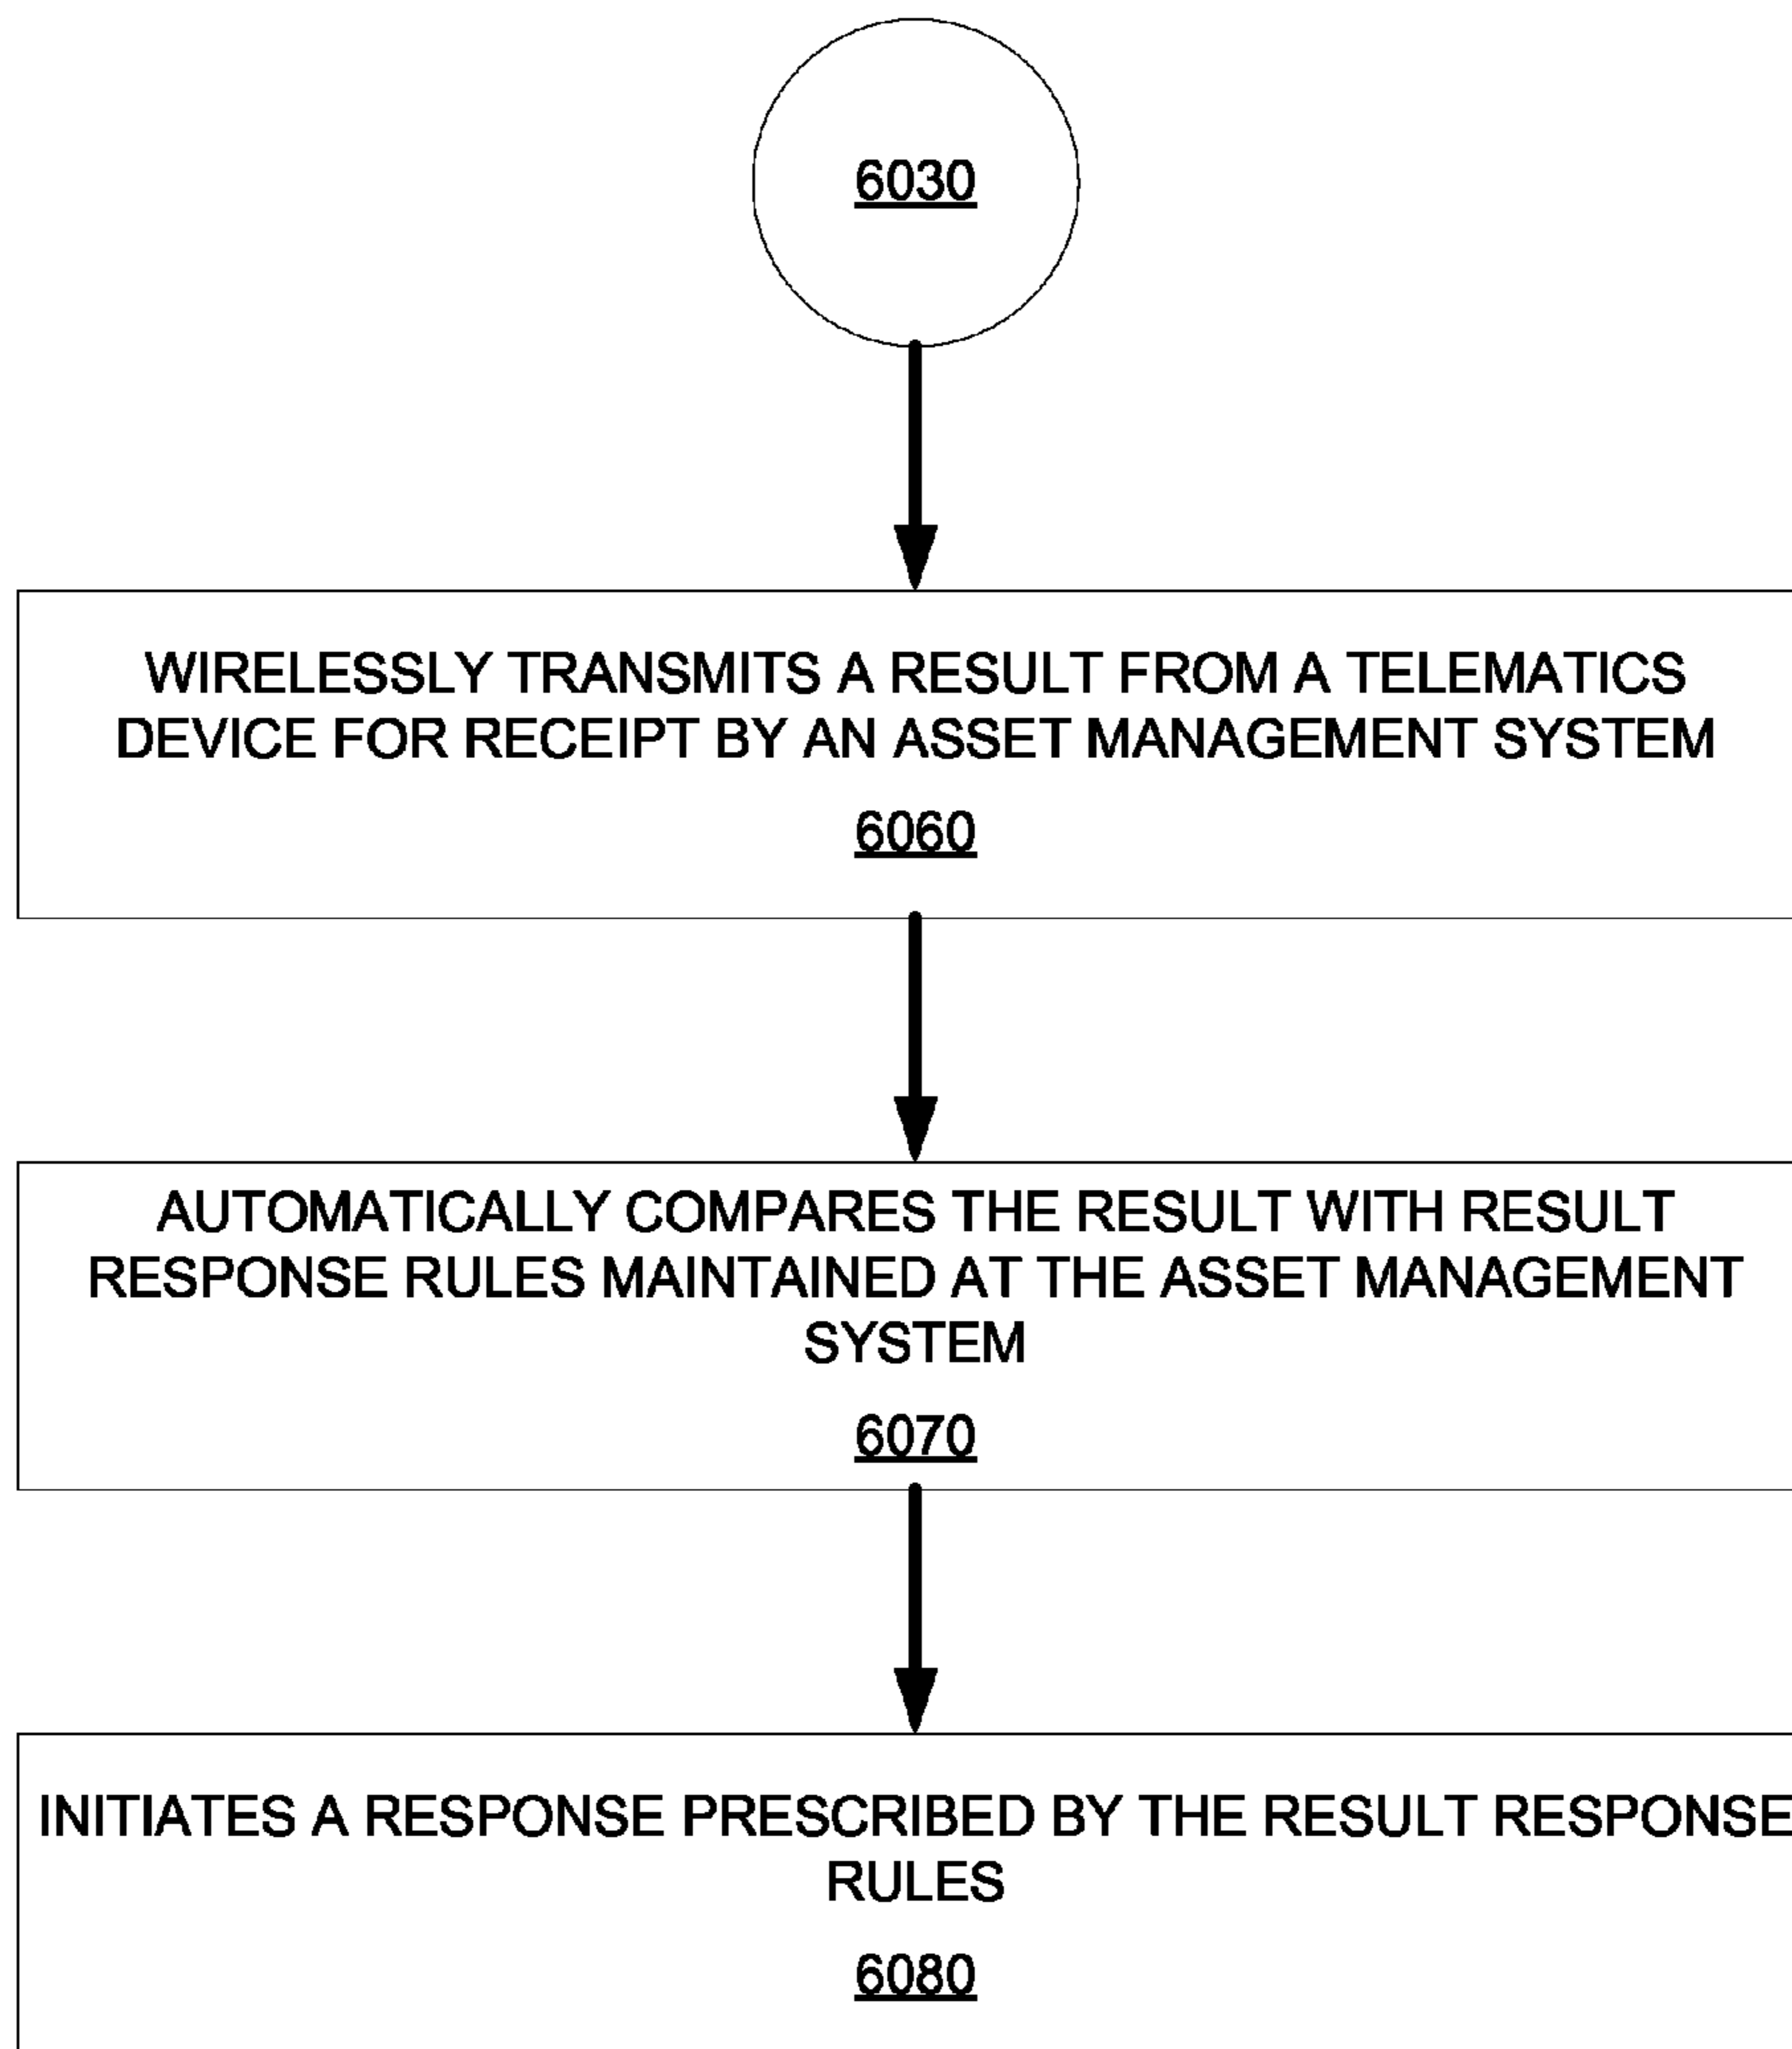 6030
WIRELESSLY TRANSMITS A RESULT FROM A TELEMATICS
DEVICE FOR RECEIPT BY AN ASSET MANAGEMENT SYSTEM
6060
AUTOMATICALLY COMPARES THE RESULT WITH RESULT
RESPONSE RULES MAINTAINED AT THE ASSET MANAGEMENT
SYSTEM
6070
INITIATES A RESPONSE PRESCRIBED BY THE RESULT RESPONSE
RULES
6080